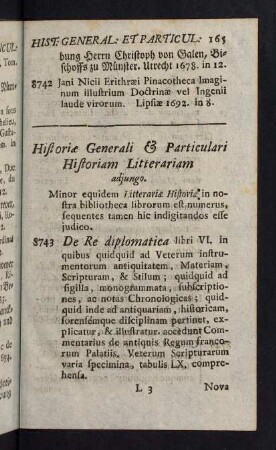 HIST: GENERAL: ET PARTICUL: 165
bung Herrn Christoph von Galen, Bi-
schoffs zu Münster. Utrecht 1678. in 12.
8742 Jani Nicii Erithræi Pinacotheca Imagi-
num illustrium Doctrinæ vel Ingenii
laude virorum. Lipsiæ 1692. in 8.
Historiæ Generali & Particulari
Historiam Litterariam
adjungo.
Minor equidem Litterariæ Historiæ in no-
stra bibliotheca librorum est numerus,
sequentes tamen hic indigitandos esse
judico.
8743 De Re diplomatica libri VI. in
quibus quidquid ad Veterum instru-
mentorum antiquitatem, Materiam,
Scripturam, & stilum; quidquid ad
sigilla, monogrammata, subscriptio-
nes, ac notas Chronologicas; quid-
quid inde ad antiquariam, historicam,
forensémque disciplinam pertinet, ex-
plicatur, & illustratur. accedunt Com-
mentarius de antiquis Regum franco-
rum Palatiis, Veterum Scripturarum
varia specimina, tabulis LX. compre-
hensa.
L 3 Nova